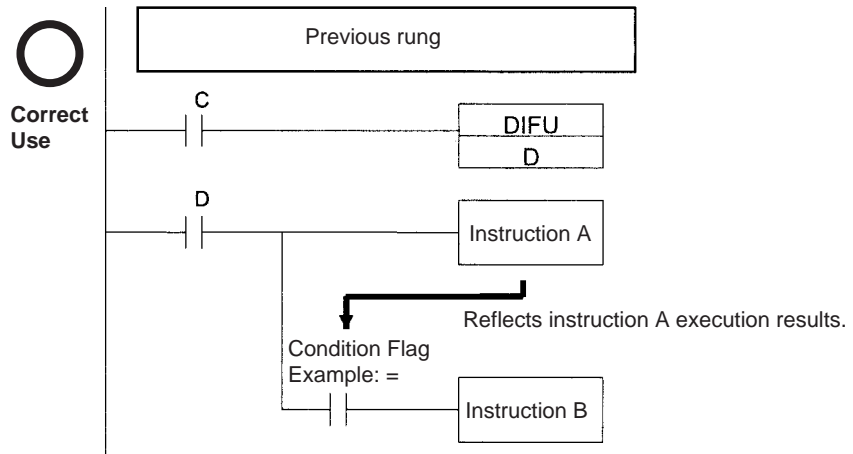 Previous rung
Correct
Use
C
DIFU
D
D
Instruction A
Reflects instruction A execution results.
Condition Flag
Example: =
Instruction B